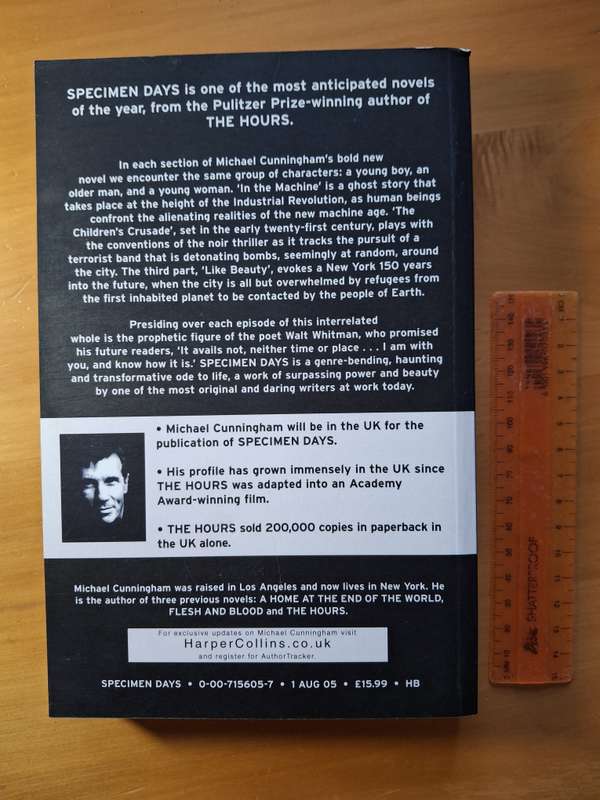 SPECIMEN DAYS is one of the most anticipated novels
of the year, from the Pulitzer Prize-winning author of
THE HOURS.
In each section of Michael Cunningham's bold new
novel we encounter the same group of characters: a young boy, an
older man, and a young woman. 'In the Machine' is a ghost story that
takes place at the height of the Industrial Revolution, as human beings
confront the alienating realities of the new machine age. 'The
Children's Crusade', set in the early twenty-first century, plays with
the conventions of the noir thriller as it tracks the pursuit of a
terrorist band that is detonating bombs, seemingly at random, around
the city. The third part, 'Like Beauty', evokes a New York 150 years
into the future, when the city is all but overwhelmed by refugees from
the first inhabited planet to be contacted by the people of Earth.
Presiding over each episode of this interrelated
whole is the prophetic figure of the poet Walt Whitman, who promised
his future readers, 'It avails not, neither time or place . . . I am with
you, and know how it is.' SPECIMEN DAYS is a genre-bending, haunting
and transformative ode to life, a work of surpassing power and beauty
by one of the most original and daring writers at work today.
• Michael Cunningham will be in the UK for the
publication of SPECIMEN DAYS.
• His profile has grown immensely in the UK since
THE HOURS was adapted into an Academy
Award-winning film.
• THE HOURS sold 200,000 copies in paperback in
the UK alone.
Michael Cunningham was raised in Los Angeles and now lives in New York. He
is the author of three previous novels: A HOME AT THE END OF THE WORLD,
FLESH AND BLOOD and THE HOURS.
For exclusive updates on Michael Cunningham visit
HarperCollins.co.uk
and register for AuthorTracker.
SPECIMEN DAYS • 0-00-715605-7 • 1 AUG 05 • £15.99 • HB
SHATTERPROOF